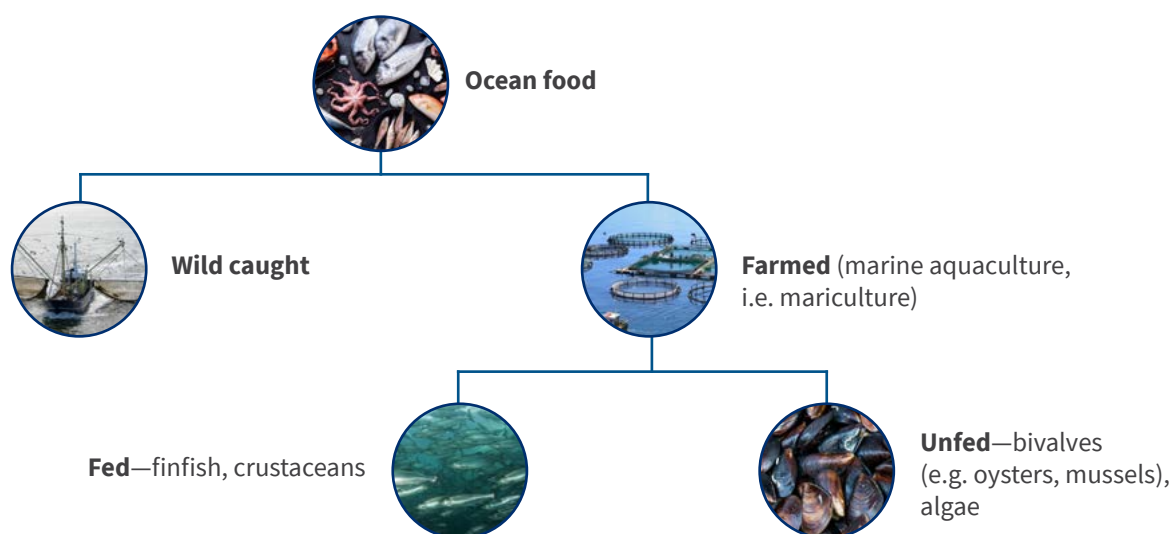 Ocean food
Wild caught
Farmed (marine aquaculture,
i.e. mariculture)
Fed—finfish, crustaceans
Unfed—bivalves
(e.g. oysters, mussels),
algae